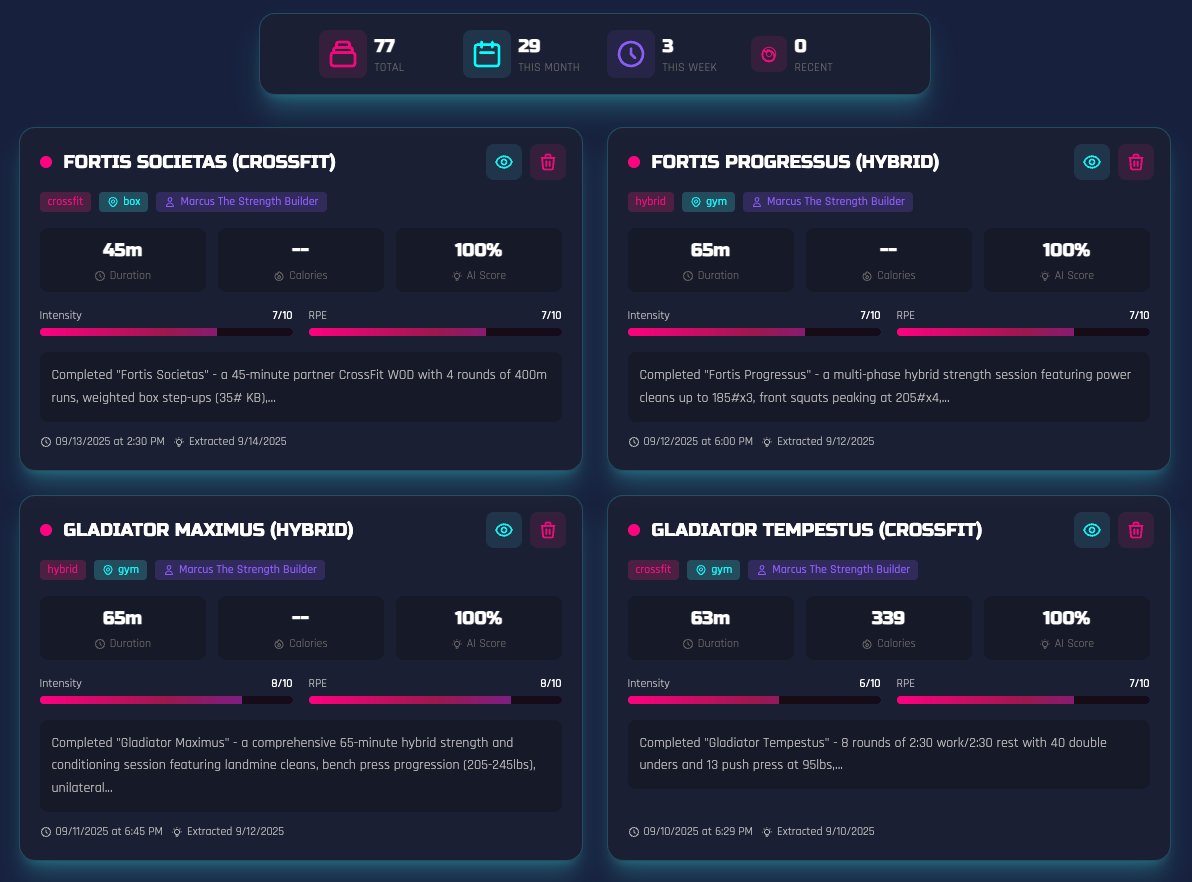 77
TOTAL
29
THIS MONTH
3
THIS WEEK
0
RECENT
FORTIS SOCIETAS (CROSSFIT)
crossfit box Marcus The Strength Builder
45m -- 100%
Duration Calories AI Score
Intensity 7/10 RPE 7/10
Completed "Fortis Societas" - a 45-minute partner CrossFit WOD with 4 rounds of 400m
runs, weighted box step-ups (35# KB),...
09/13/2025 at 2:30 PM Extracted 9/14/2025
FORTIS PROGRESSUS (HYBRID)
hybrid gym Marcus The Strength Builder
65m -- 100%
Duration Calories AI Score
Intensity 7/10 RPE 7/10
Completed "Fortis Progressus" - a multi-phase hybrid strength session featuring power
cleans up to 185#x3, front squats peaking at 205#x4,...
09/12/2025 at 6:00 PM Extracted 9/12/2025
GLADIATOR MAXIMUS (HYBRID)
hybrid gym Marcus The Strength Builder
65m -- 100%
Duration Calories AI Score
Intensity 8/10 RPE 8/10
Completed "Gladiator Maximus" - a comprehensive 65-minute hybrid strength and
conditioning session featuring landmine cleans, bench press progression (205-245lbs),
unilateral...
09/11/2025 at 6:45 PM Extracted 9/12/2025
GLADIATOR TEMPESTUS (CROSSFIT)
crossfit gym Marcus The Strength Builder
63m 339 100%
Duration Calories AI Score
Intensity 6/10 RPE 7/10
Completed "Gladiator Tempestus" - 8 rounds of 2:30 work/2:30 rest with 40 double
unders and 13 push press at 95lbs,...
09/10/2025 at 6:29 PM Extracted 9/10/2025